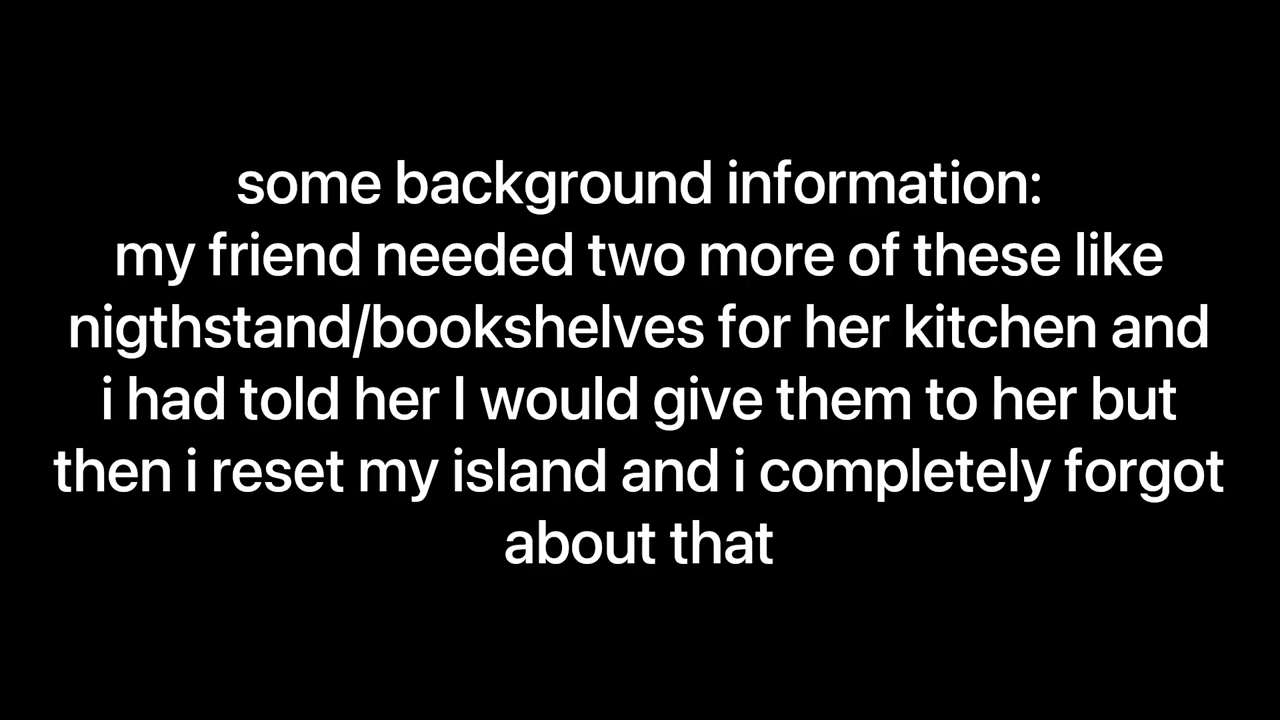 some background information:
my friend needed two more of these like
nigthstand/bookshelves for her kitchen and
i had told her I would give them to her but
then i reset my island and i completely forgot
about that